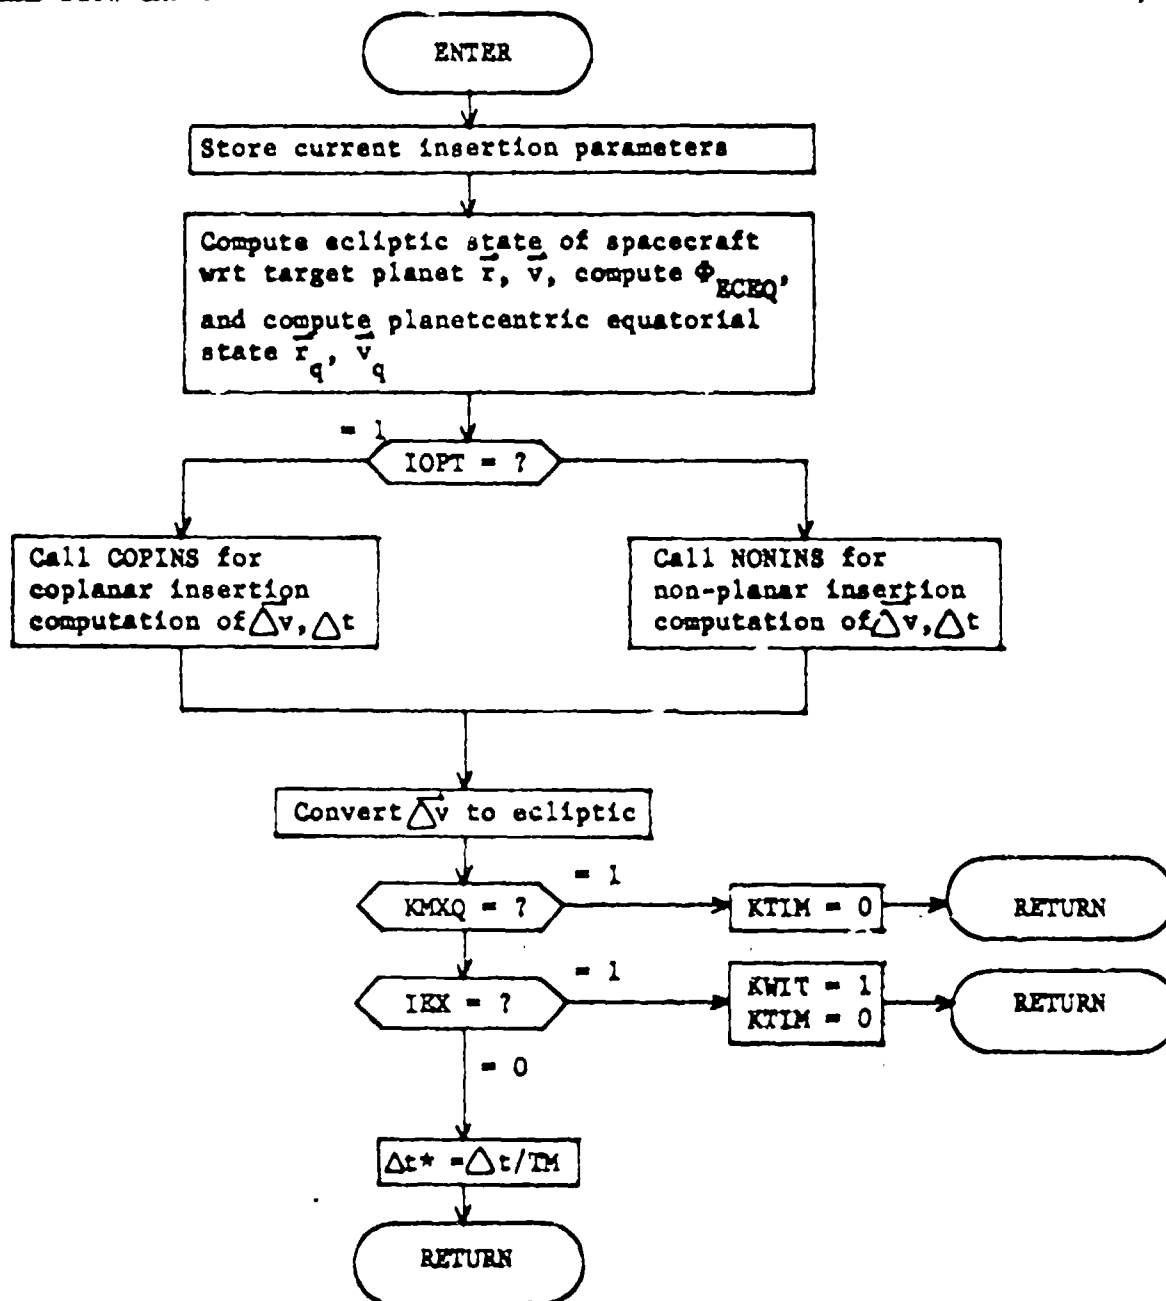 ENTER
Store current insertion parameters
Compute ecliptic state of spacecraft
wrt target planet r⃗, v⃗, compute Φ_ECEQ,
and compute planetcentric equatorial
state r⃗_q, v⃗_q
= 1
IOPT = ?
Call COPINS for
coplanar insertion
computation of Δv, Δt
Call NONINS for
non-planar insertion
computation of Δv, Δt
Convert Δv to ecliptic
= 1
KMXQ = ?
KTIM = 0
RETURN
= 1
IEX = ?
KWIT = 1
KTIM = 0
RETURN
= 0
Δt* = Δt/TM
RETURN